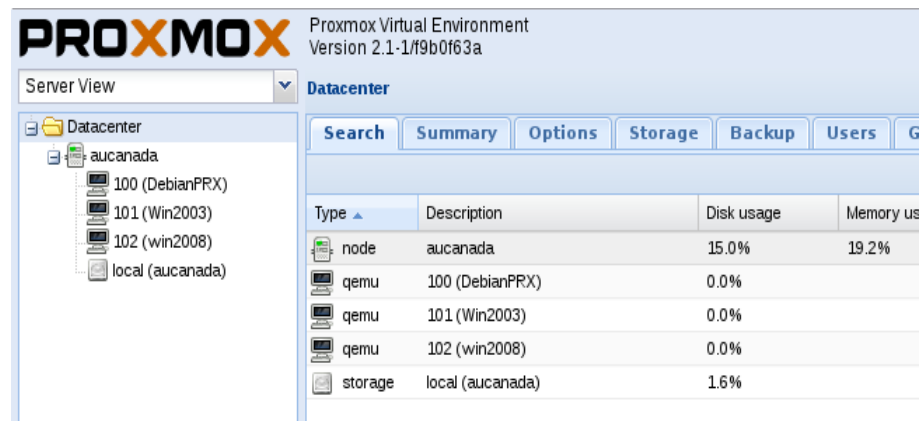 PROXMOX
Proxmox Virtual Environment
Version 2.1-1/f9b0f63a
Server View
Datacenter
aucanada
100 (DebianPRX)
101 (Win2003)
102 (win2008)
local (aucanada)
Datacenter
Search Summary Options Storage Backup Users G
Type Description Disk usage Memory us
node aucanada 15.0% 19.2%
qemu 100 (DebianPRX) 0.0%
qemu 101 (Win2003) 0.0%
qemu 102 (win2008) 0.0%
storage local (aucanada) 1.6%